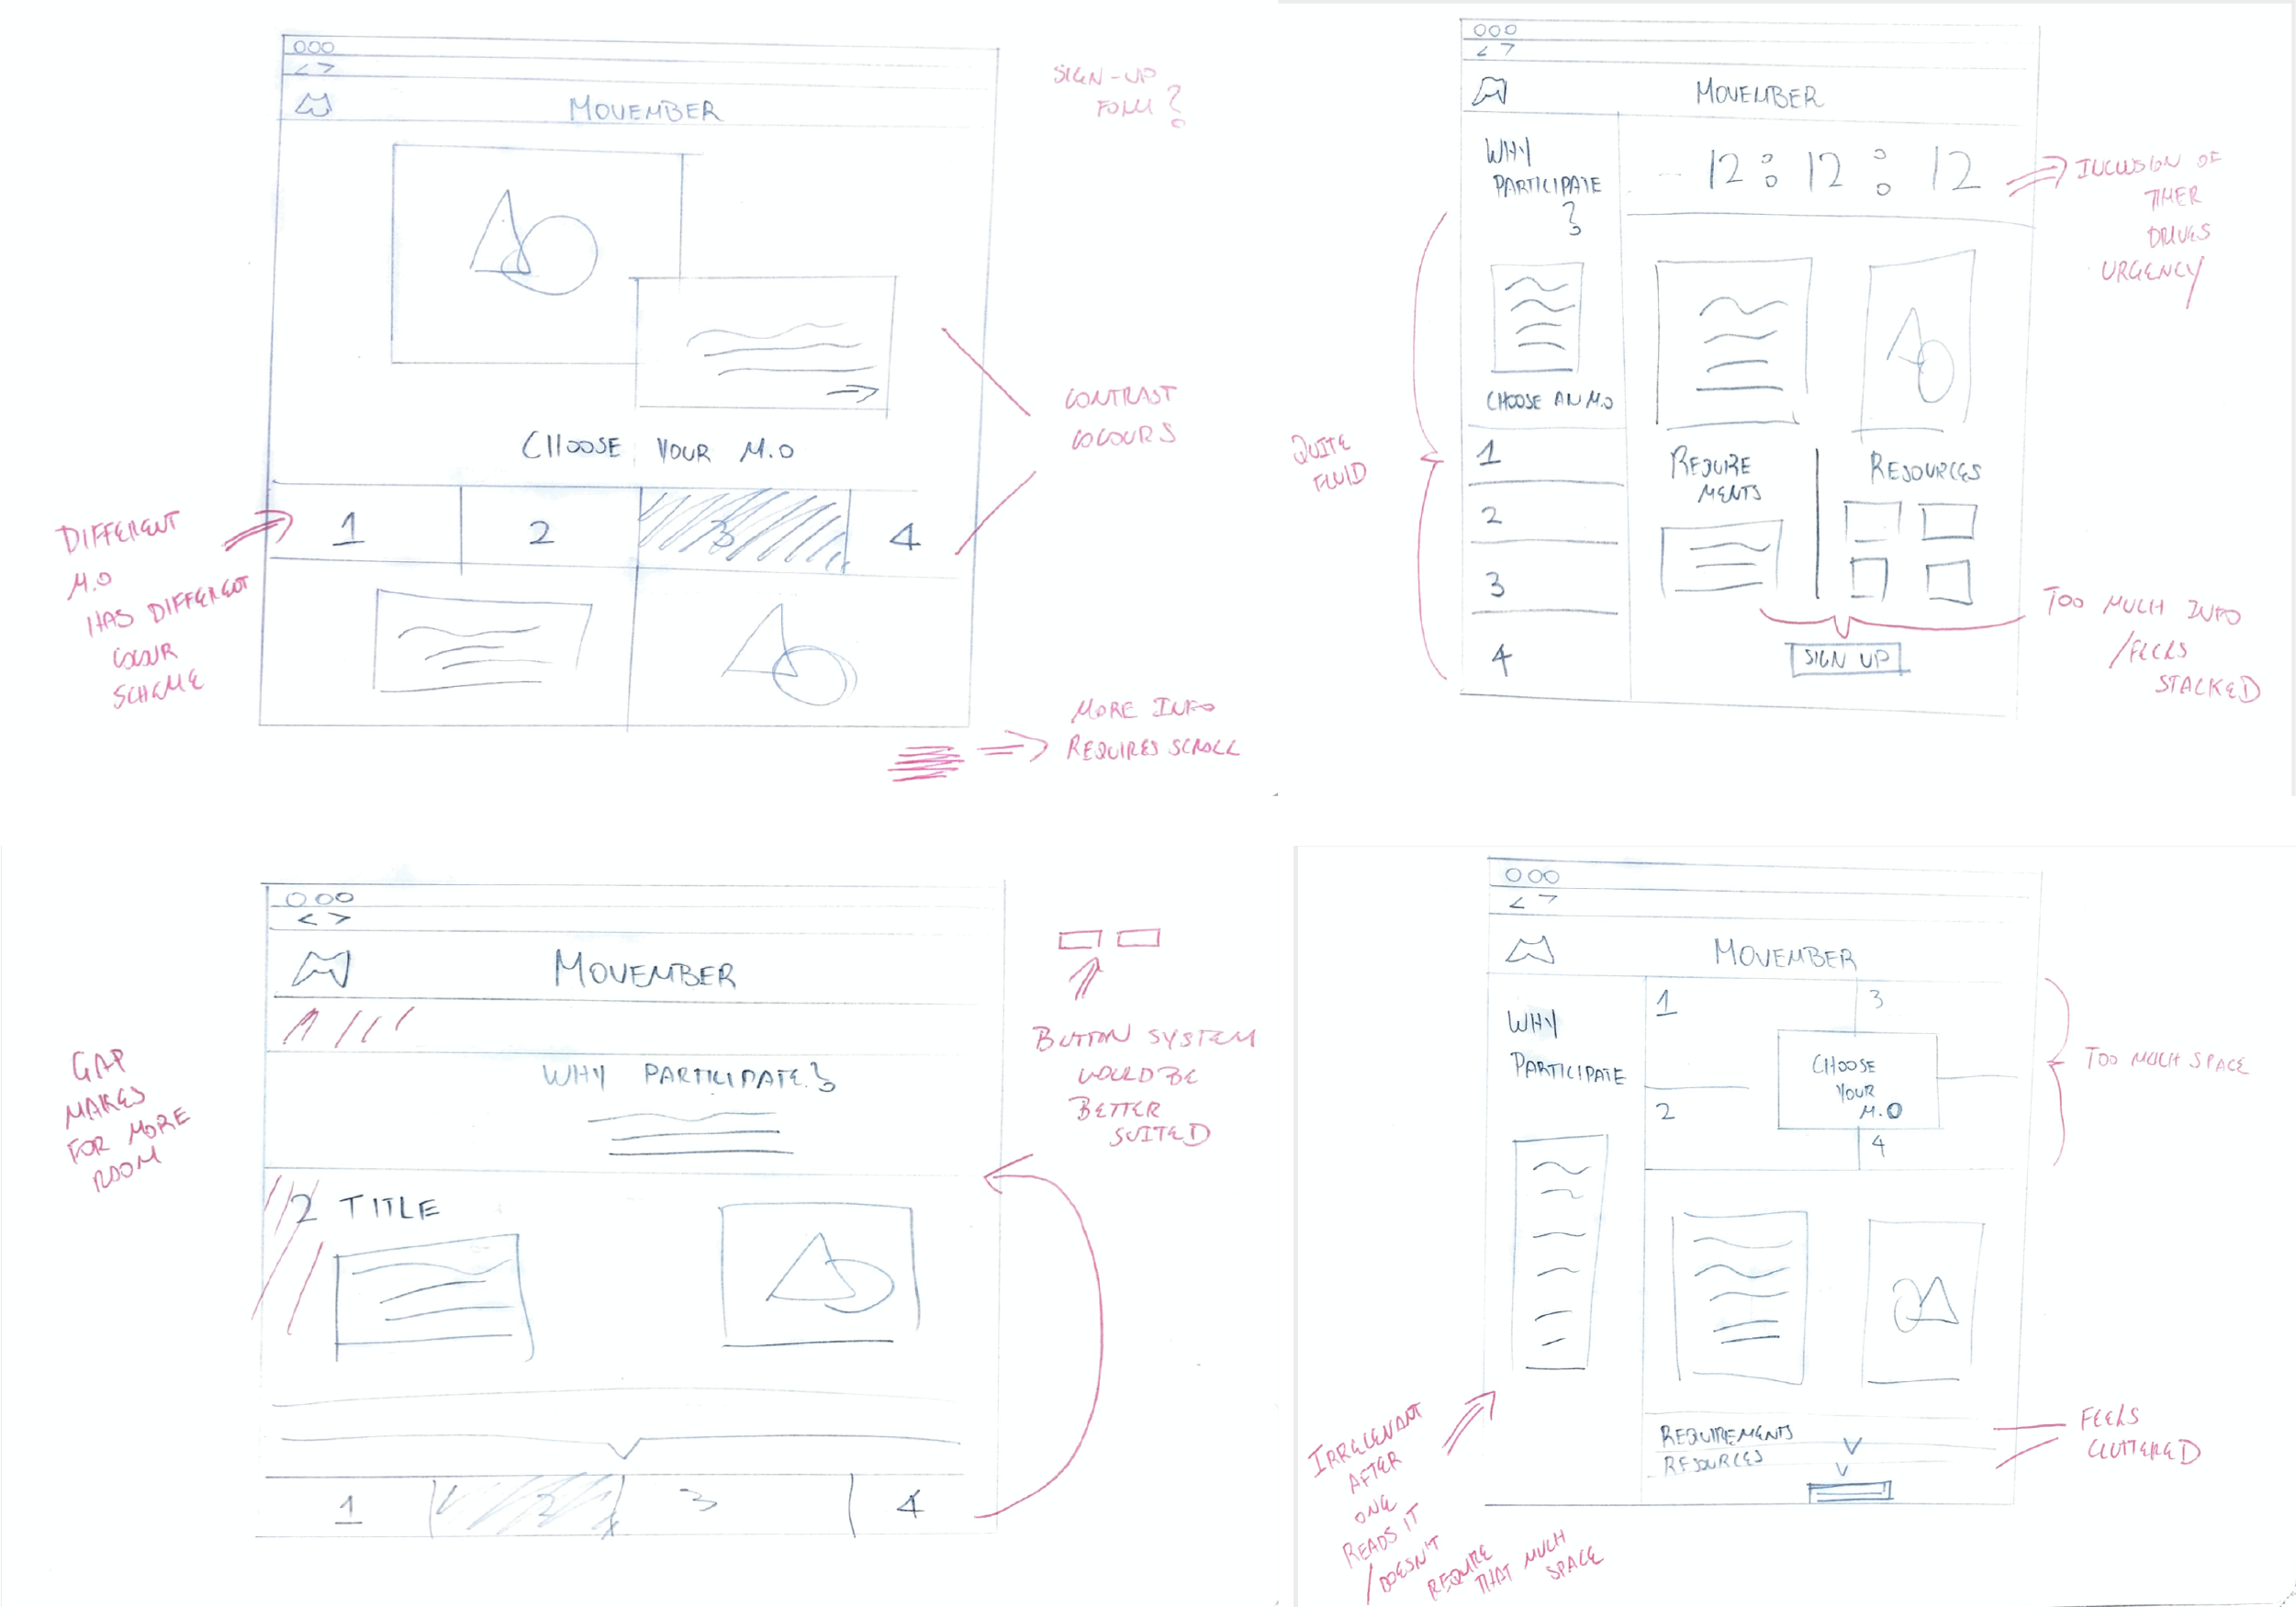 MOVEMBER
SIGN-UP
FORM?
CONTRAST
COLOURS
CHOOSE YOUR M.O
1 2 3 4
DIFFERENT
M.O
HAS DIFFERENT
COLOUR
SCHEME
MORE INFO
REQUIRES SCROLL
MOVEMBER
WHY
PARTICIPATE
?
12:12:12
INCLUSION OF
TIMER
DRIVES
URGENCY
CHOOSE AN M.O
1
2
3
4
QUITE
FLUID
REQUIRE
MENTS
RESOURCES
SIGN UP
TOO MUCH INFO
/FEELS
STACKED
MOVEMBER
WHY PARTICIPATE?
2 TITLE
1 2 3 4
GAP
MAKES
FOR MORE
ROOM
BUTTON SYSTEM
WOULD BE
BETTER
SUITED
MOVEMBER
WHY
PARTICIPATE
1
3
2
4
CHOOSE
YOUR
M.O
TOO MUCH SPACE
REQUIREMENTS
RESOURCES
FEELS
CLUTTERED
IRRELEVANT
AFTER
ONE
READS IT
/DOESN'T
REQUIRE
THAT MUCH
SPACE